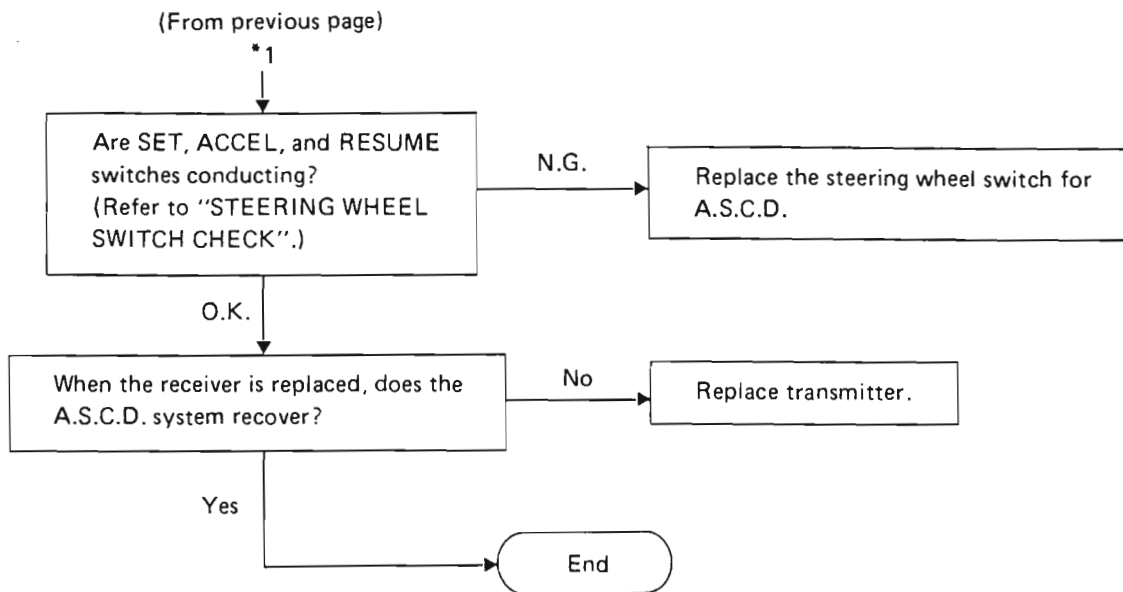 (From previous page)
*1
Are SET, ACCEL, and RESUME
switches conducting?
(Refer to "STEERING WHEEL
SWITCH CHECK".)
N.G.
Replace the steering wheel switch for
A.S.C.D.
O.K.
When the receiver is replaced, does the
A.S.C.D. system recover?
No
Replace transmitter.
Yes
End